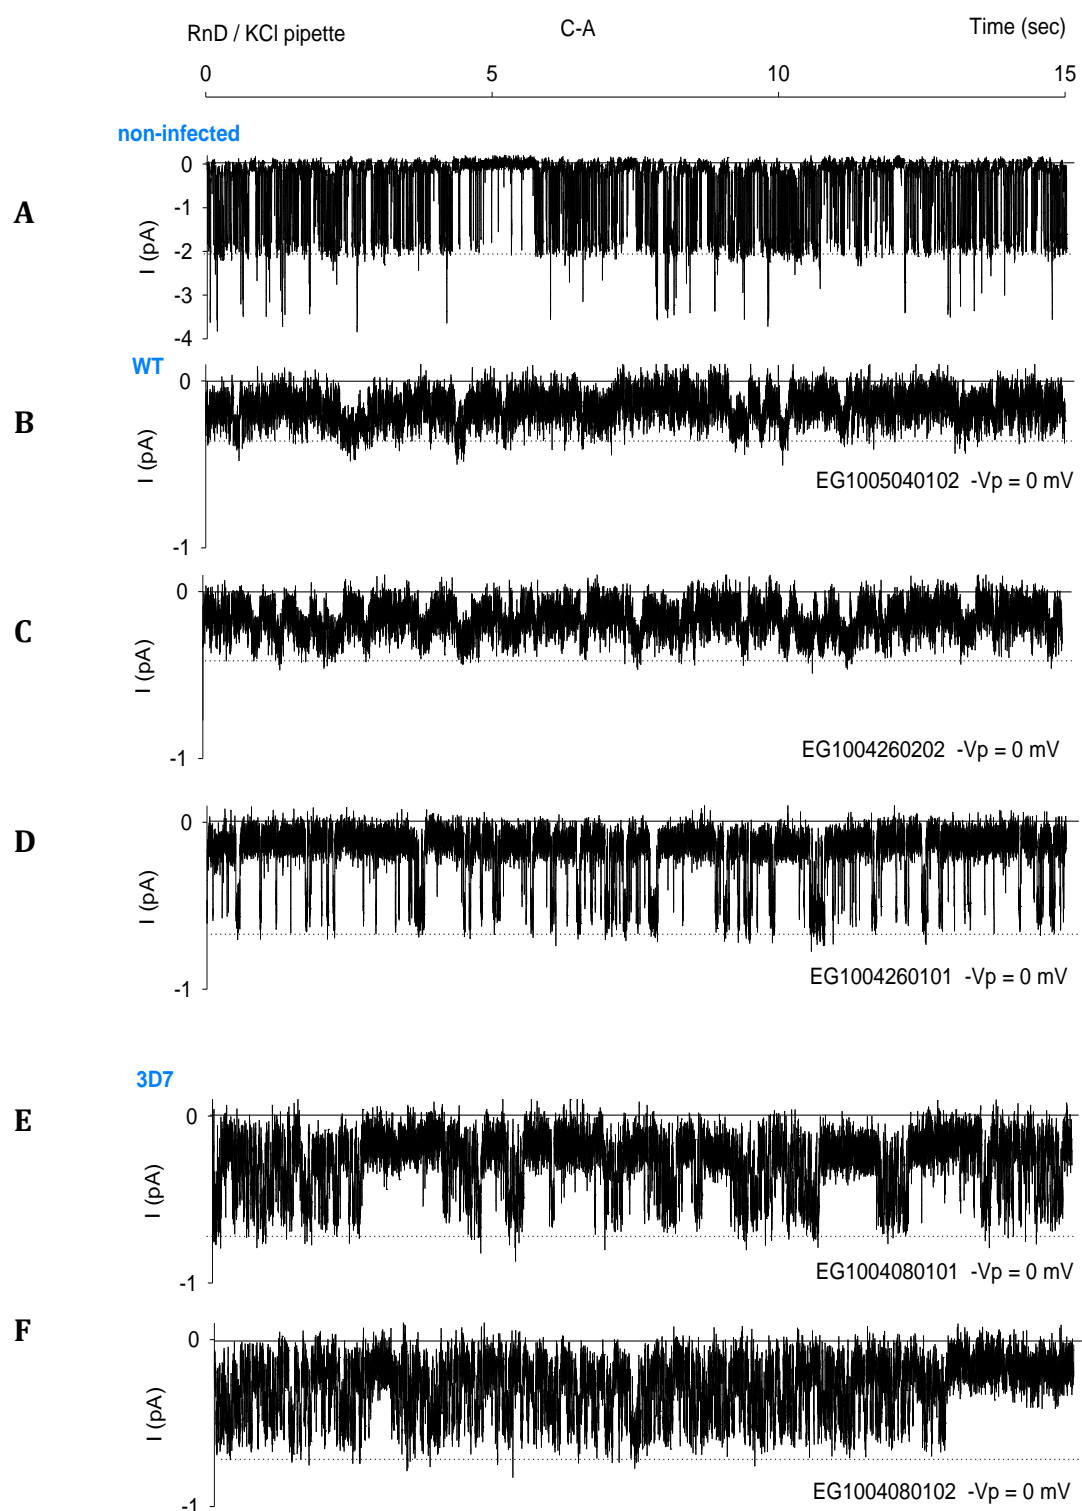 RnD / KCl pipette C-A Time (sec)
0 5 10 15
non-infected
A
0
-1
-2
-3
-4
I (pA)
WT
B
0
-1
I (pA)
EG1005040102 -Vp = 0 mV
C
0
-1
I (pA)
EG1004260202 -Vp = 0 mV
D
0
-1
I (pA)
EG1004260101 -Vp = 0 mV
3D7
E
0
-1
I (pA)
EG1004080101 -Vp = 0 mV
F
0
-1
I (pA)
EG1004080102 -Vp = 0 mV